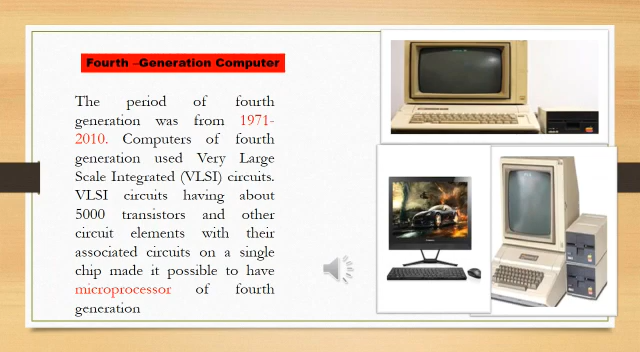 Fourth –Generation Computer
The period of fourth
generation was from 1971-
2010. Computers of fourth
generation used Very Large
Scale Integrated (VLSI) circuits.
VLSI circuits having about
5000 transistors and other
circuit elements with their
associated circuits on a single
chip made it possible to have
microprocessor of fourth
generation